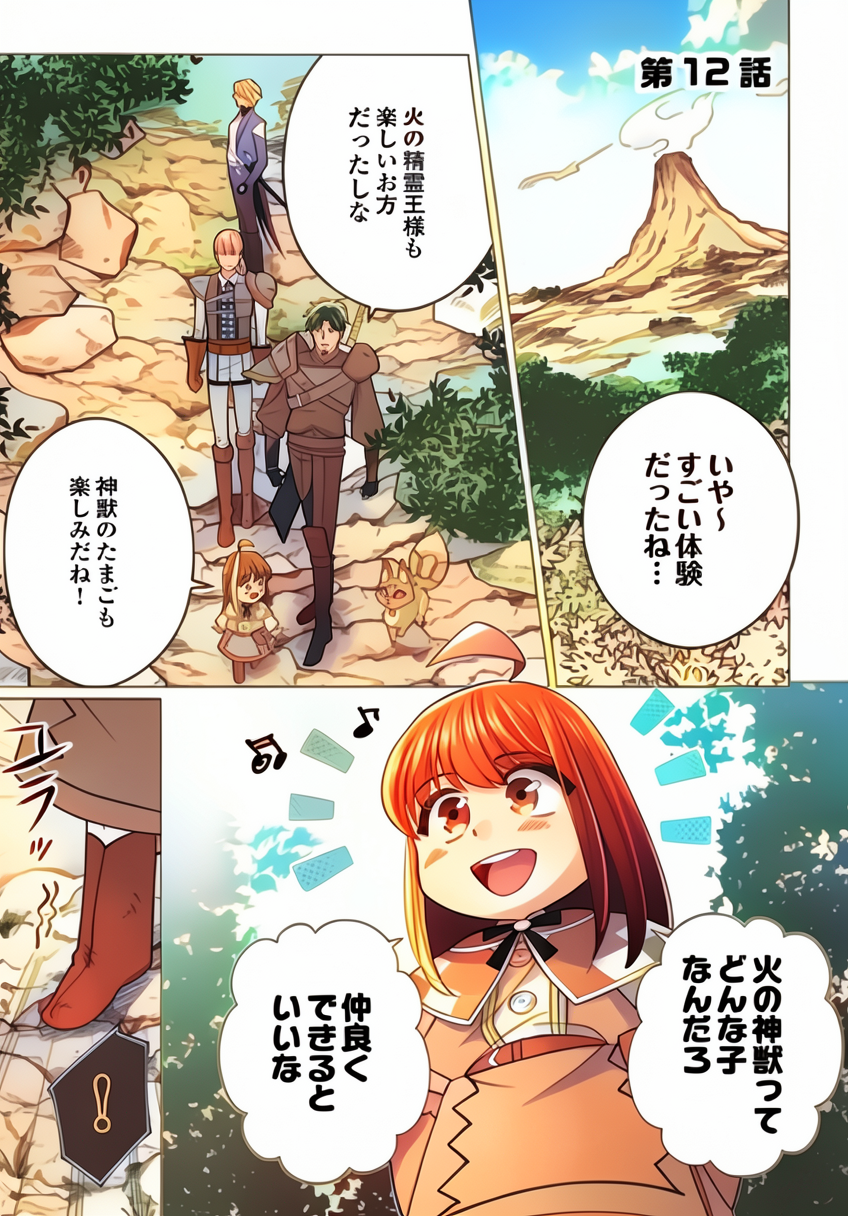 第12話
いや〜
すごい体験
だったね…
火の精霊王様も
楽しいお方
だったしな
神獣のたまごも
楽しみだね！
火の神獣って
どんな子
なんだろ
仲良く
できると
いいな
ユラッ
！